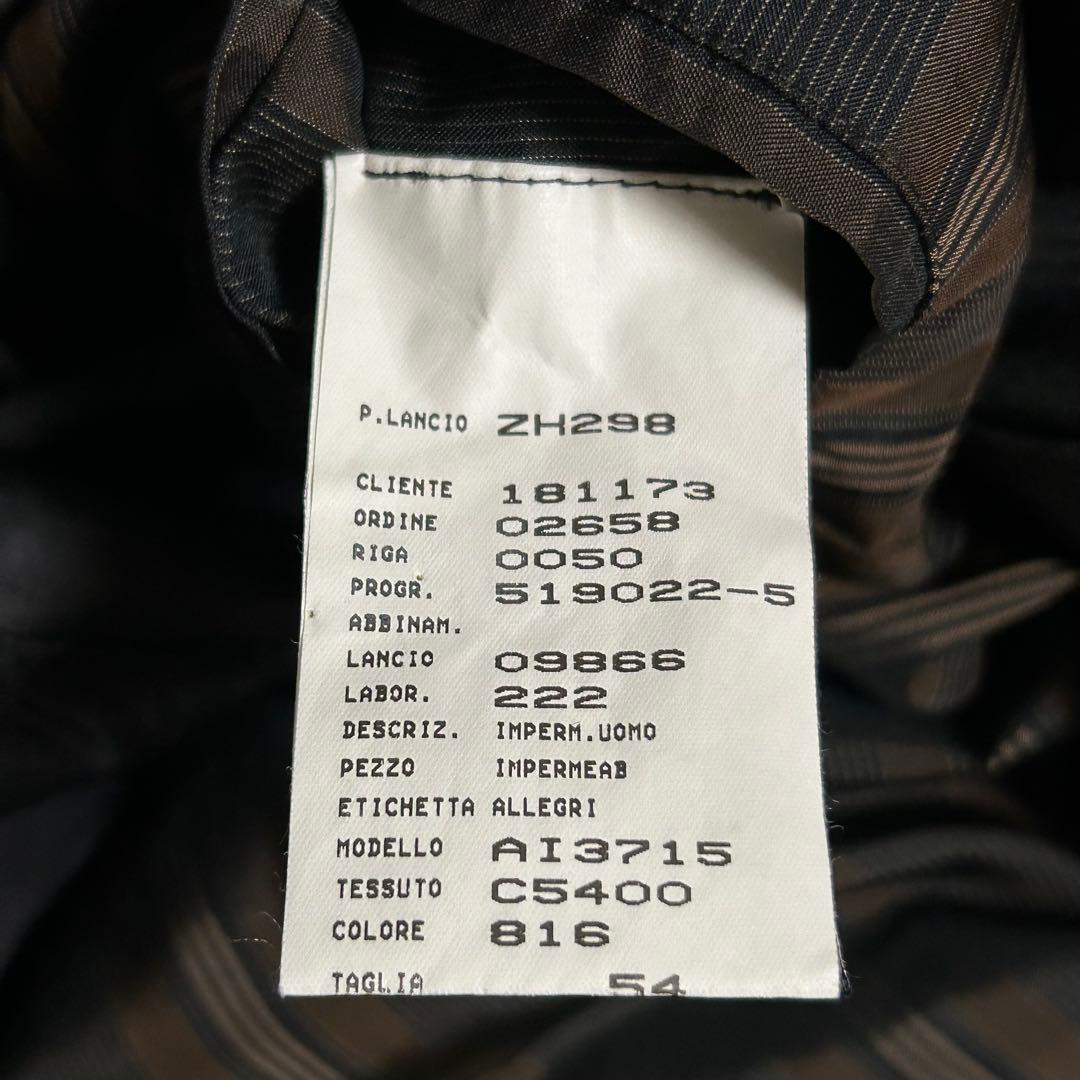 P.LANCIO ZH298
CLIENTE 181173
ORDINE 02658
RIGA 0050
PROGR. 519022-5
ABBINAM.
LANCIO 09866
LABOR. 222
DESCRIZ. IMPERM.UOMO
PEZZO IMPERMEAB
ETICHETTA ALLEGRI
MODELLO AI3715
TESSUTO C5400
COLORE 816
TAGLIA 54